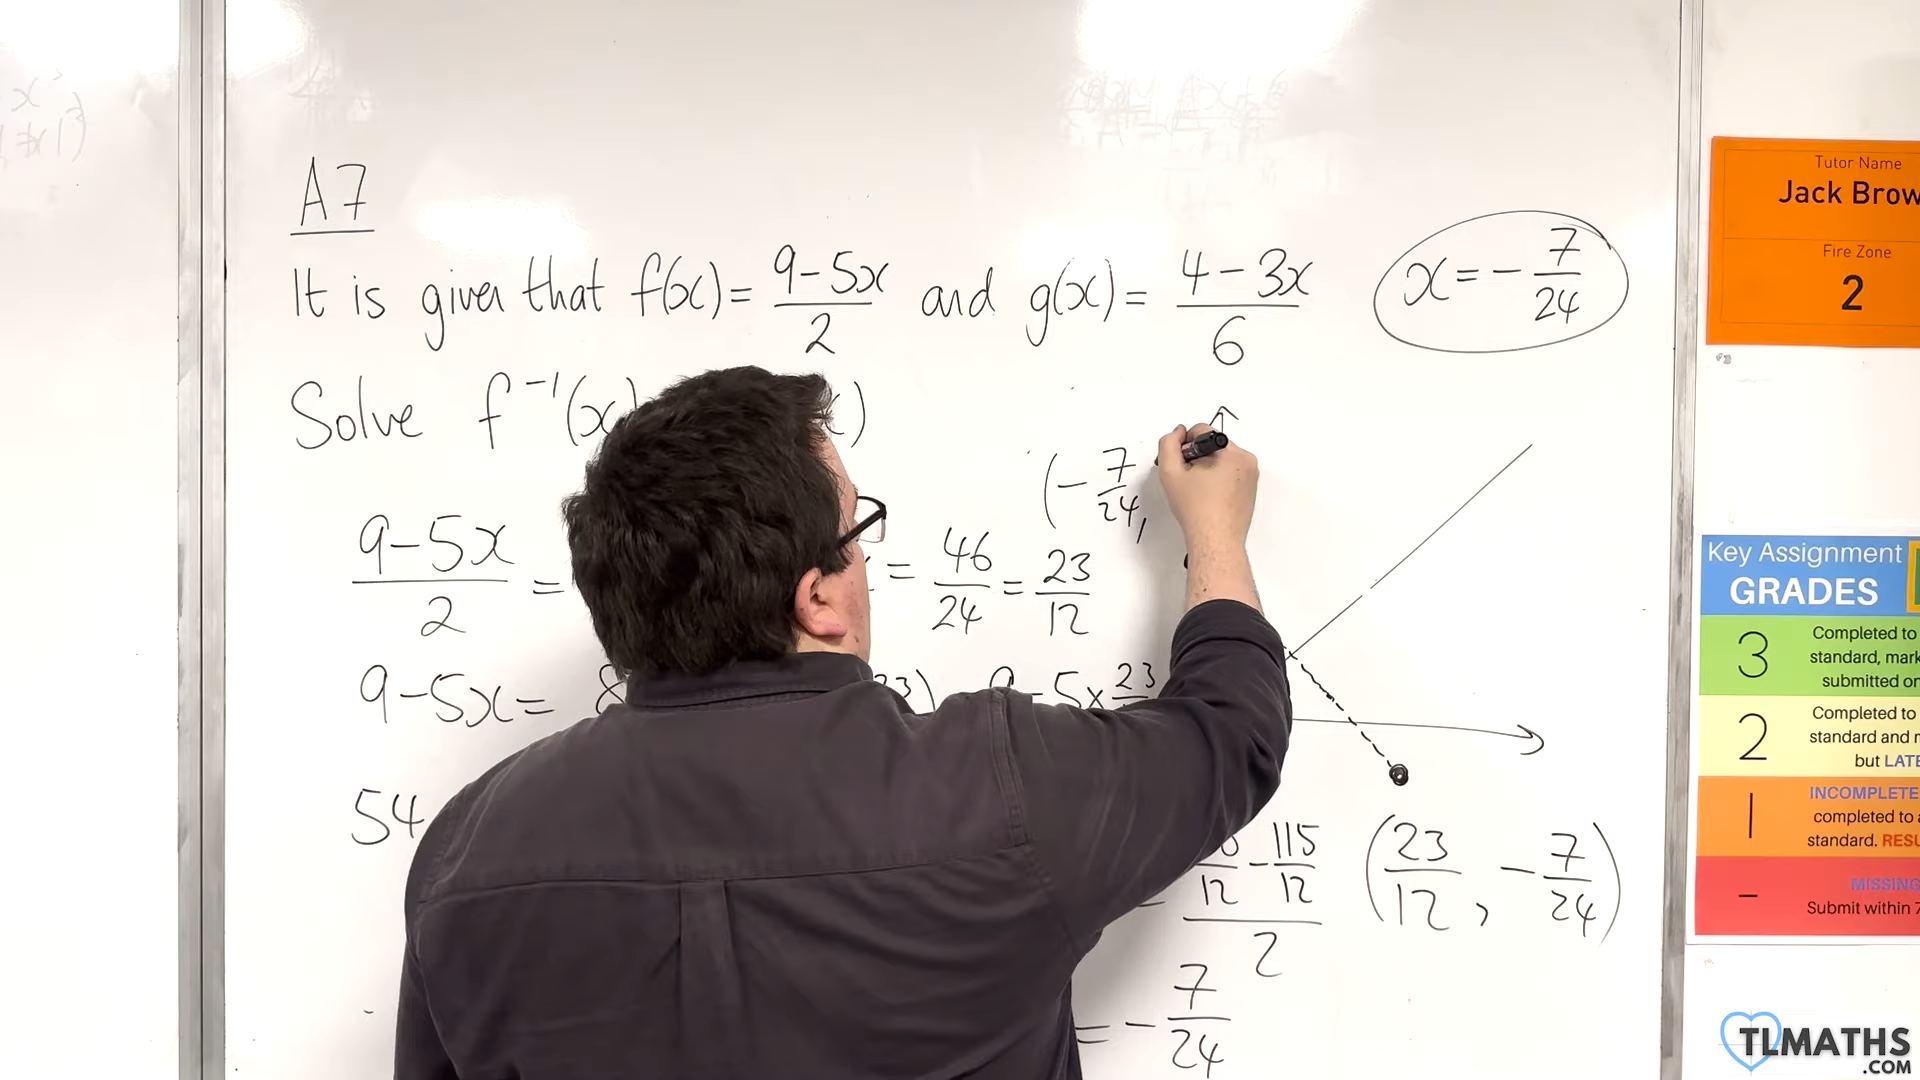 A7
It is given that f(x) = (9-5x)/2 and g(x) = (4-3x)/6
x = -7/24
Solve f⁻¹(x) x)
(-7/24,
(9-5x)/2 = = 46/24 = 23/12
9-5x = 8 23) 9-5×23
54
115/12 (23/12, -7/24)
12 2
= -7/24
Tutor Name
Jack Brow
Fire Zone
2
Key Assignment
GRADES
3 Completed to
standard, mark
submitted on
2 Completed to
standard and m
but LATE
1 INCOMPLETE
completed to a
standard. RESU
- MISSING
Submit within 7
TLMATHS
.COM